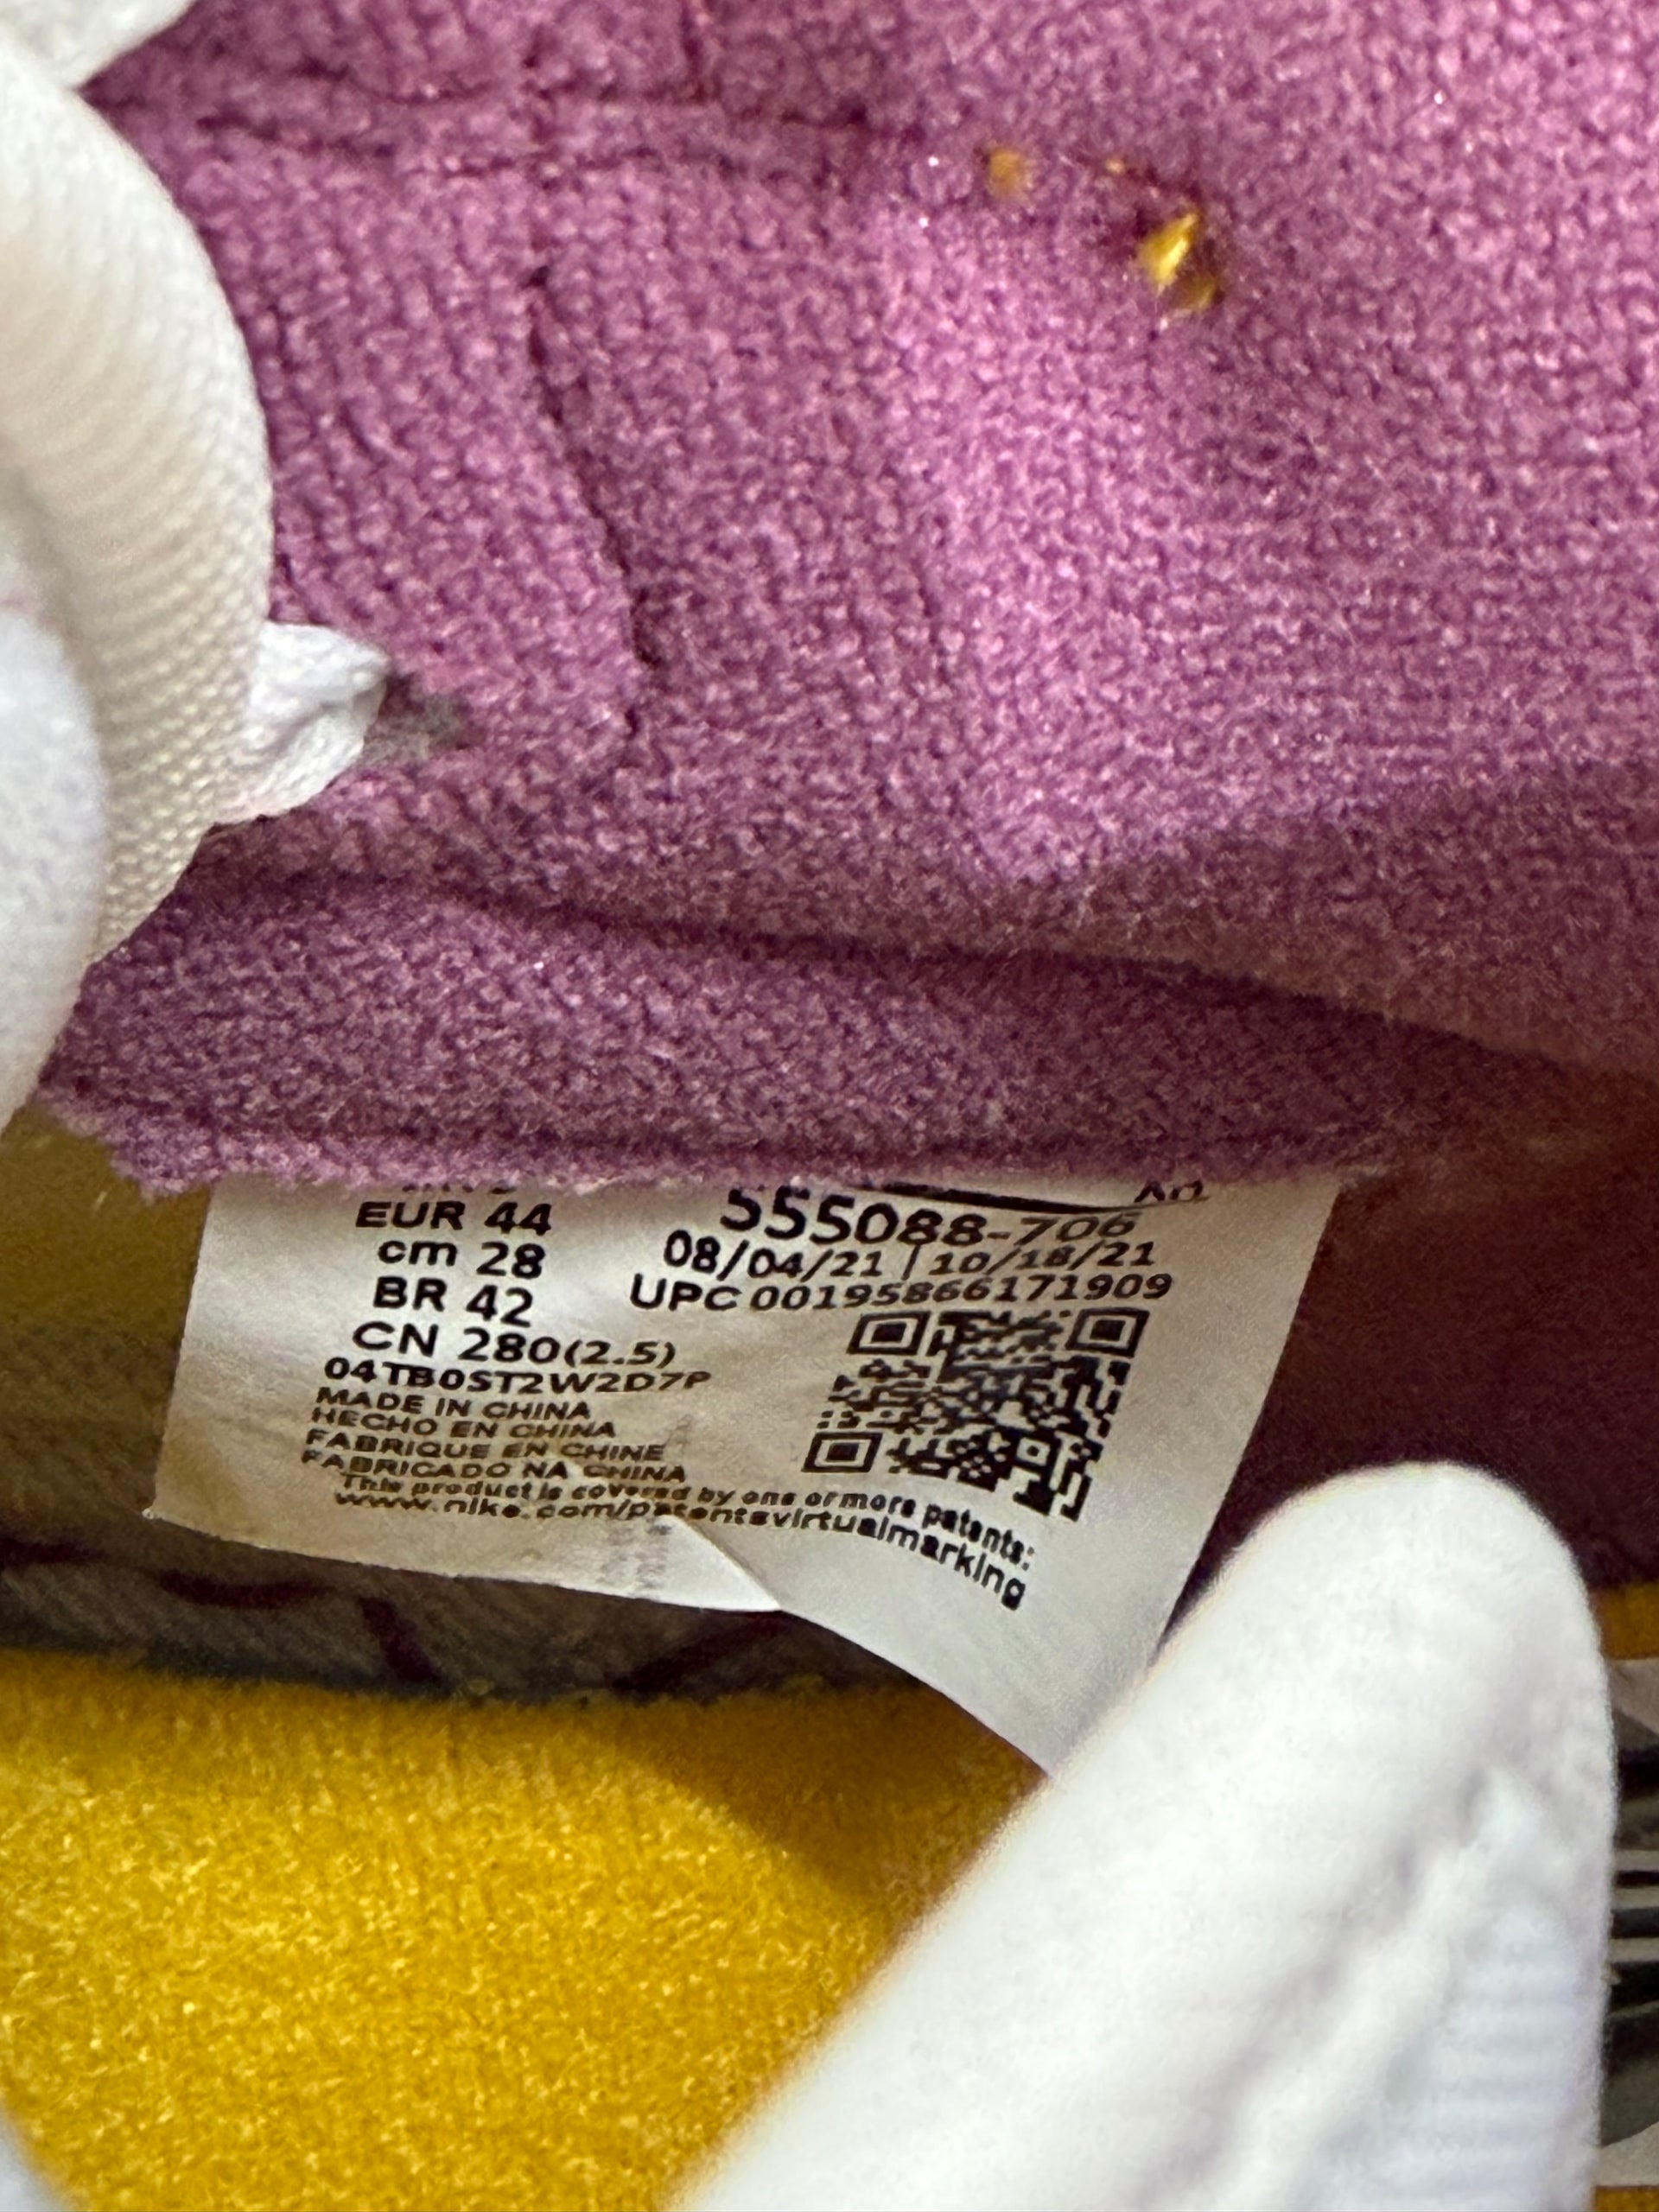 EUR 44
cm 28
BR 42
CN 280(2.5)
04TB0ST2W2D7P
MADE IN CHINA
HECHO EN CHINA
FABRIQUE EN CHINE
FABRICADO NA CHINA
This product is covered by one or more patents:
www.nike.com/patentsvirtualmarking
555088-706
08/04/21 | 10/18/21
UPC 00195866171909